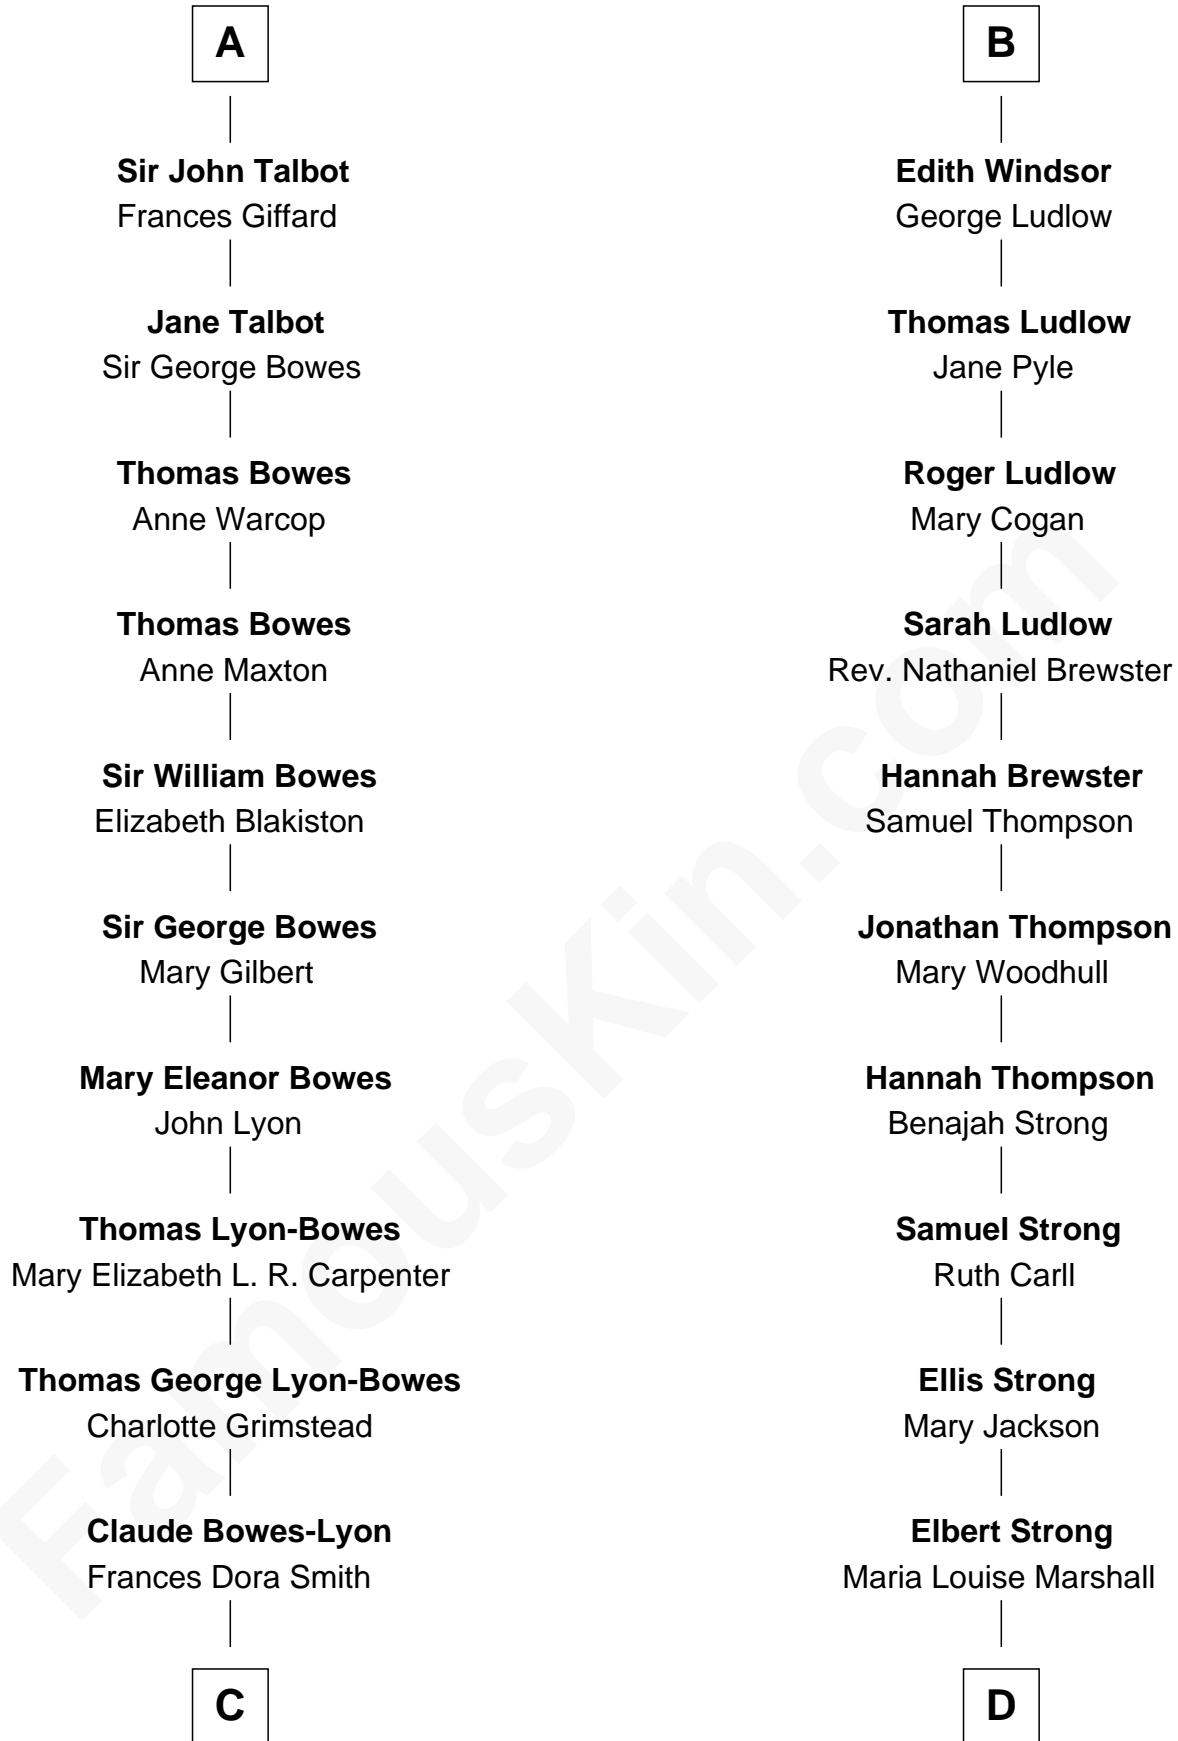 A
Sir John Talbot
Frances Giffard
Jane Talbot
Sir George Bowes
Thomas Bowes
Anne Warcop
Thomas Bowes
Anne Maxton
Sir William Bowes
Elizabeth Blakiston
Sir George Bowes
Mary Gilbert
Mary Eleanor Bowes
John Lyon
Thomas Lyon-Bowes
Mary Elizabeth L. R. Carpenter
Thomas George Lyon-Bowes
Charlotte Grimstead
Claude Bowes-Lyon
Frances Dora Smith
C
B
Edith Windsor
George Ludlow
Thomas Ludlow
Jane Pyle
Roger Ludlow
Mary Cogan
Sarah Ludlow
Rev. Nathaniel Brewster
Hannah Brewster
Samuel Thompson
Jonathan Thompson
Mary Woodhull
Hannah Thompson
Benajah Strong
Samuel Strong
Ruth Carll
Ellis Strong
Mary Jackson
Elbert Strong
Maria Louise Marshall
D
FamousKin.com